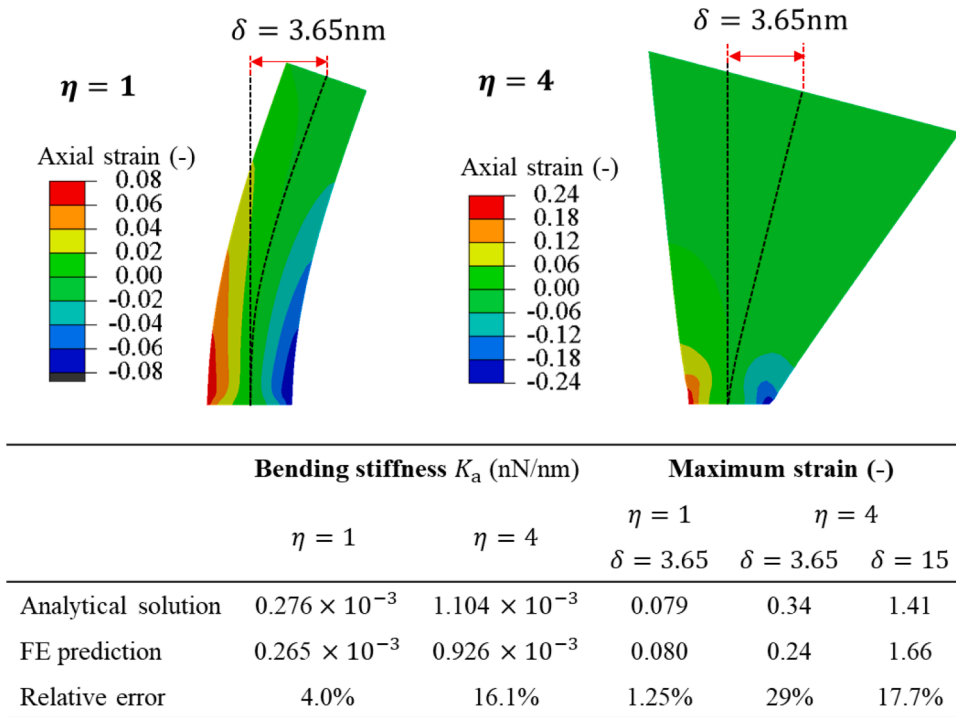 δ = 3.65nm
δ = 3.65nm
η = 1
η = 4
Axial strain (-)
0.08
0.06
0.04
0.02
0.00
-0.02
-0.04
-0.06
-0.08
Axial strain (-)
0.24
0.18
0.12
0.06
0.00
-0.06
-0.12
-0.18
-0.24
Bending stiffness Kₐ (nN/nm) Maximum strain (-)
η = 1 η = 4 η = 1 η = 4
δ = 3.65 δ = 3.65 δ = 15
Analytical solution 0.276 × 10⁻³ 1.104 × 10⁻³ 0.079 0.34 1.41
FE prediction 0.265 × 10⁻³ 0.926 × 10⁻³ 0.080 0.24 1.66
Relative error 4.0% 16.1% 1.25% 29% 17.7%